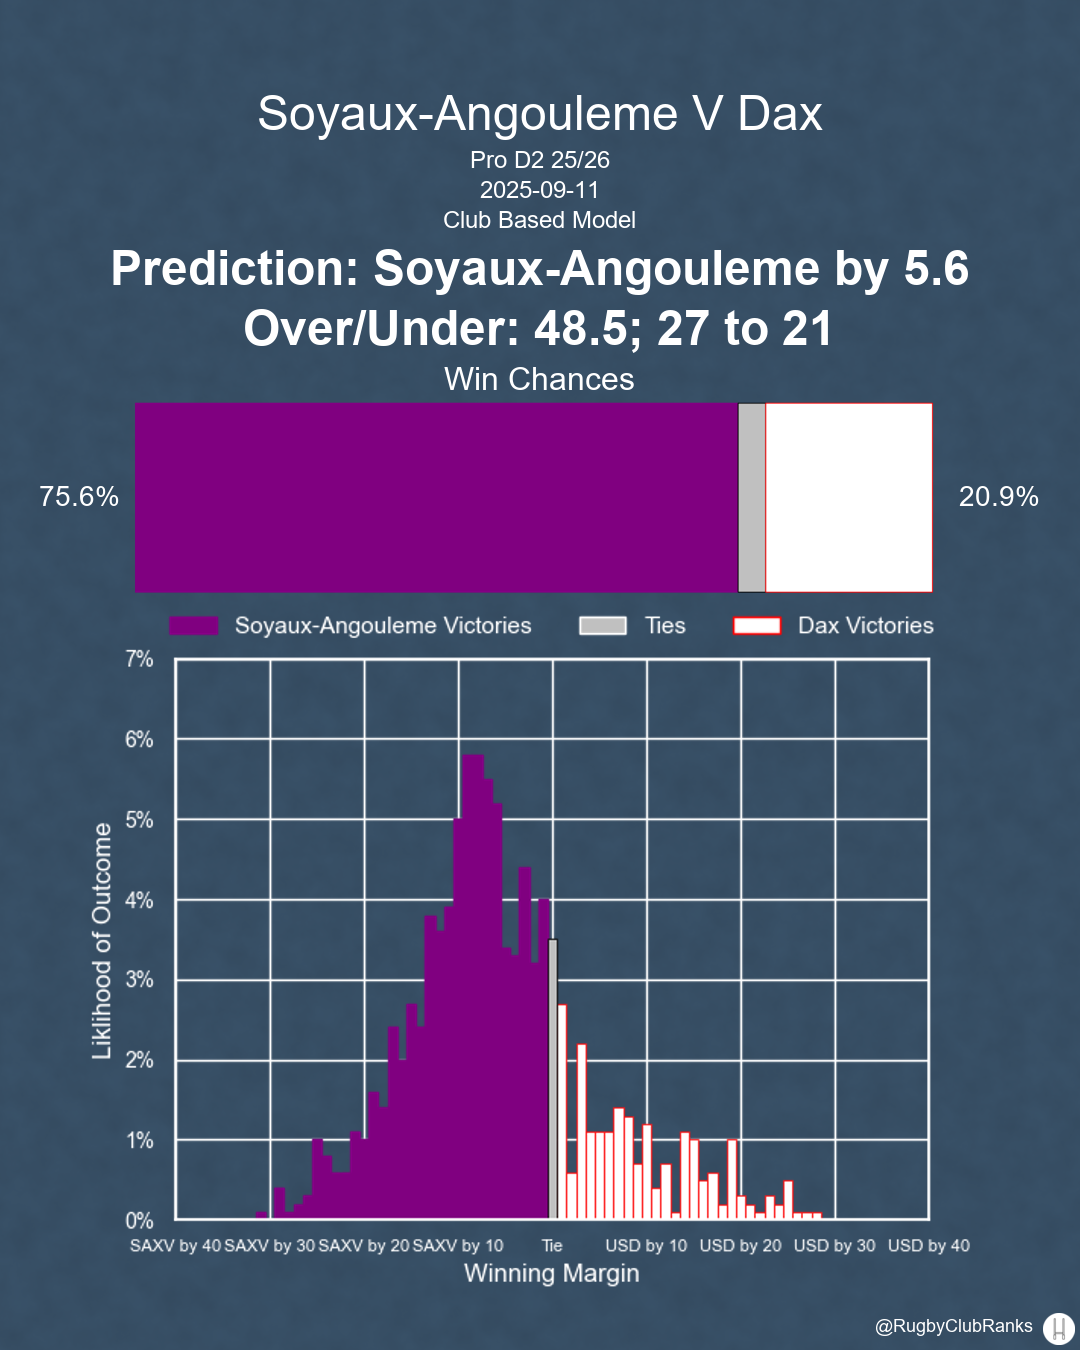 Soyaux-Angouleme V Dax
Pro D2 25/26
2025-09-11
Club Based Model
Prediction: Soyaux-Angouleme by 5.6
Over/Under: 48.5; 27 to 21
Win Chances
75.6%
20.9%
Soyaux-Angouleme Victories Ties Dax Victories
7%
6%
5%
4%
3%
2%
1%
0%
Liklihood of Outcome
SAXV by 40 SAXV by 30 SAXV by 20 SAXV by 10 Tie USD by 10 USD by 20 USD by 30 USD by 40
Winning Margin
@RugbyClubRanks